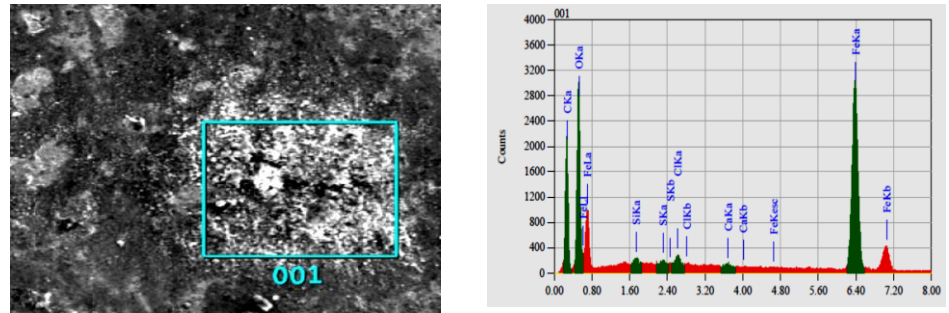 001
001
4000
3600
3200
2800
2400
2000
1600
1200
800
400
0
Counts
CKa
OKa
FeLl
FeLa
SiKa
SKa
SKb
ClKa
ClKb
CaKa
CaKb
FeKesc
FeKa
FeKb
0.00 0.80 1.60 2.40 3.20 4.00 4.80 5.60 6.40 7.20 8.00